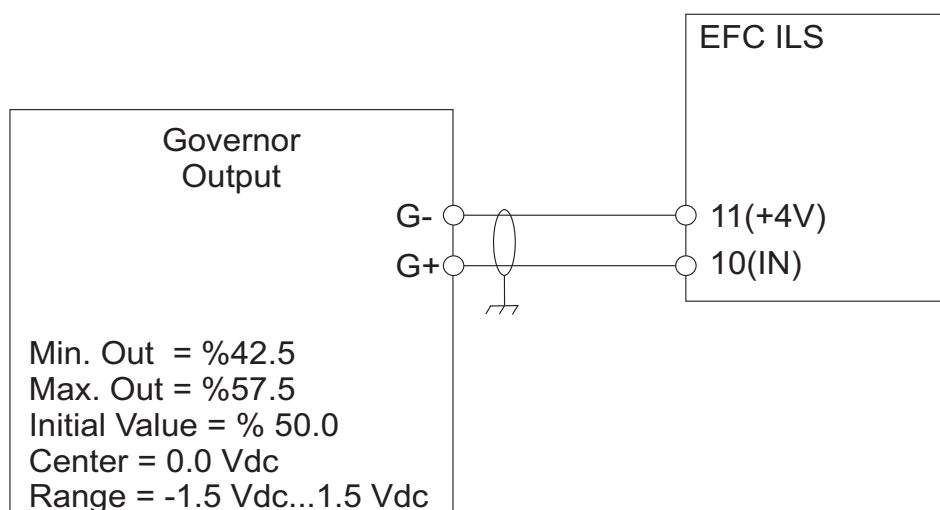 EFC ILS
Governor
Output
G-
11(+4V)
G+
10(IN)
Min. Out = %42.5
Max. Out = %57.5
Initial Value = % 50.0
Center = 0.0 Vdc
Range = -1.5 Vdc...1.5 Vdc